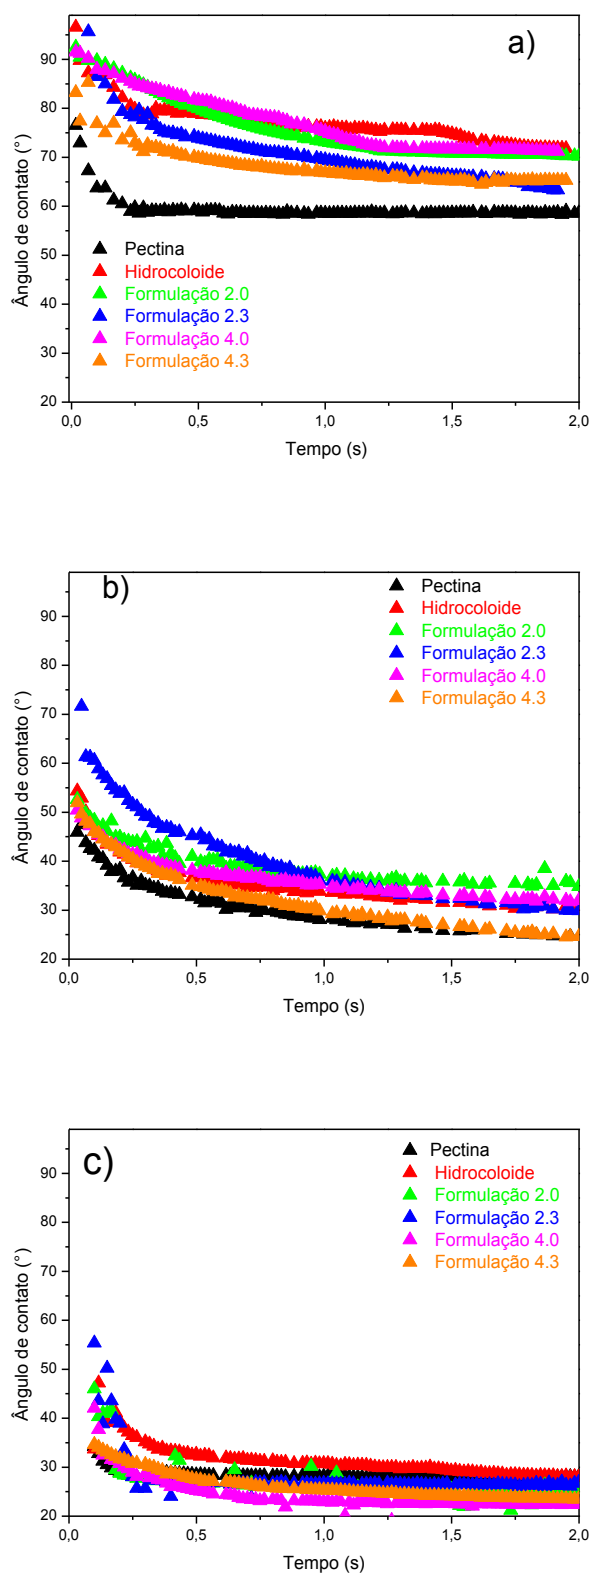 a)
Ângulo de contato (°)
90
80
70
60
50
40
30
20
Pectina
Hidrocoloide
Formulação 2.0
Formulação 2.3
Formulação 4.0
Formulação 4.3
0,0 0,5 1,0 1,5 2,0
Tempo (s)
b)
Ângulo de contato (°)
90
80
70
60
50
40
30
20
Pectina
Hidrocoloide
Formulação 2.0
Formulação 2.3
Formulação 4.0
Formulação 4.3
0,0 0,5 1,0 1,5 2,0
Tempo (s)
c)
Ângulo de contato (°)
90
80
70
60
50
40
30
20
Pectina
Hidrocoloide
Formulação 2.0
Formulação 2.3
Formulação 4.0
Formulação 4.3
0,0 0,5 1,0 1,5 2,0
Tempo (s)